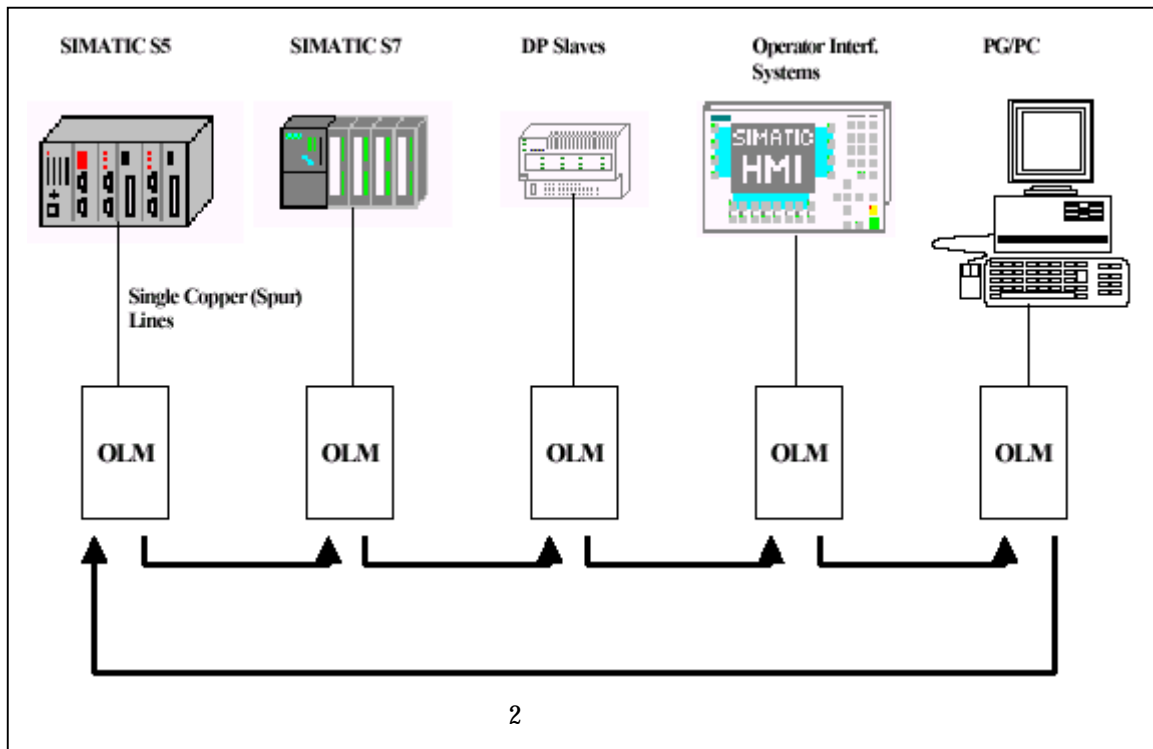 SIMATIC S5
SIMATIC S7
DP Slaves
Operator Interf.
Systems
PG/PC
SIMATIC
HMI
Single Copper (Spur)
Lines
OLM
OLM
OLM
OLM
OLM
2